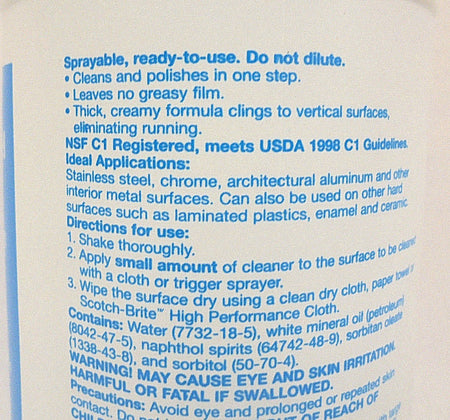 Sprayable, ready-to-use. Do not dilute.
• Cleans and polishes in one step.
• Leaves no greasy film.
• Thick, creamy formula clings to vertical surfaces,
eliminating running.
NSF C1 Registered, meets USDA 1998 C1 Guidelines.
Ideal Applications:
Stainless steel, chrome, architectural aluminum and other
interior metal surfaces. Can also be used on other hard
surfaces such as laminated plastics, enamel and ceramic.
Directions for use:
1. Shake thoroughly.
2. Apply small amount of cleaner to the surface to be cleaned
with a cloth or trigger sprayer.
3. Wipe the surface dry using a clean dry cloth, paper towel or
Scotch-Brite™ High Performance Cloth.
Contains: Water (7732-18-5), white mineral oil (petroleum)
(8042-47-5), naphthol spirits (64742-48-9), sorbitan oleate
(1338-43-8), and sorbitol (50-70-4).
WARNING! MAY CAUSE EYE AND SKIN IRRITATION.
HARMFUL OR FATAL IF SWALLOWED.
Precautions: Avoid eye and prolonged or repeated skin
contact.
OUT OF REACH OF